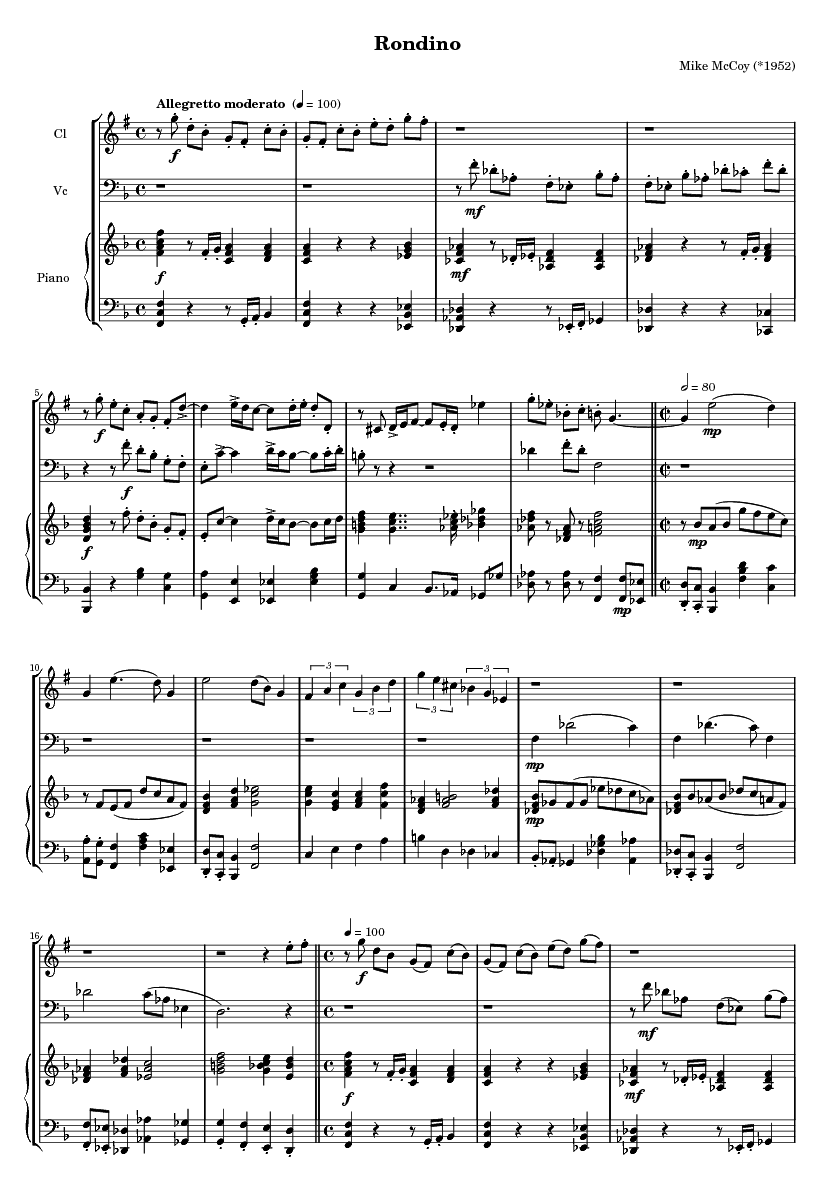 Rondino
Mike McCoy (*1952)
Allegretto moderato (♩ = 100)
Cl
f
Vc
mf
Piano
f
mf
5
f
f
f
mp
𝅗𝅥 = 80
mp
mp
10
3
3
3
3
mp
mp
16
♩ = 100
f
mf
f
mf